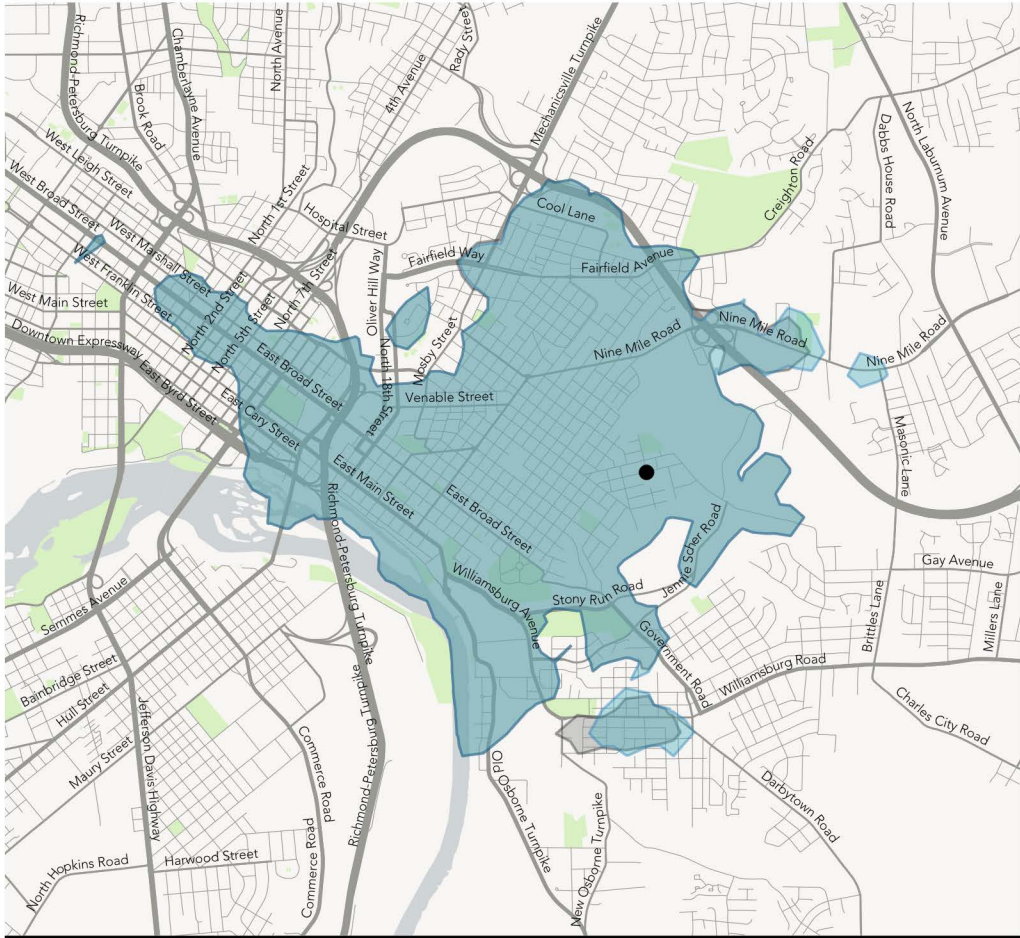 Richmond-Petersburg Turnpike
Chamberlayne Avenue
Brook Road
North Avenue
4th Avenue
Rady Street
Mechanicsville Turnpike
North Laburnum Avenue
Dabbs House Road
Creighton Road
West Leigh Street
West Broad Street
West Marshall Street
West Franklin Street
West Main Street
North 1st Street
North 2nd Street
North 5th Street
North 7th Street
Hospital Street
Oliver Hill Way
Fairfield Way
Cool Lane
Fairfield Avenue
Mosby Street
Nine Mile Road
Nine Mile Road
Nine Mile Road
Downtown Expressway
East Byrd Street
East Cary Street
East Broad Street
North 18th Street
Venable Street
East Main Street
East Broad Street
Masonic Lane
Richmond-Petersburg Turnpike
Williamsburg Avenue
Stony Run Road
Jennie Scher Road
Government Road
Gay Avenue
Brittles Lane
Millers Lane
Williamsburg Road
Charles City Road
Darbytown Road
Semmes Avenue
Bainbridge Street
Hull Street
Maury Street
Jefferson Davis Highway
Commerce Road
Commerce Road
Richmond-Petersburg Turnpike
Old Osborne Turnpike
New Osborne Turnpike
North Hopkins Road
Harwood Street